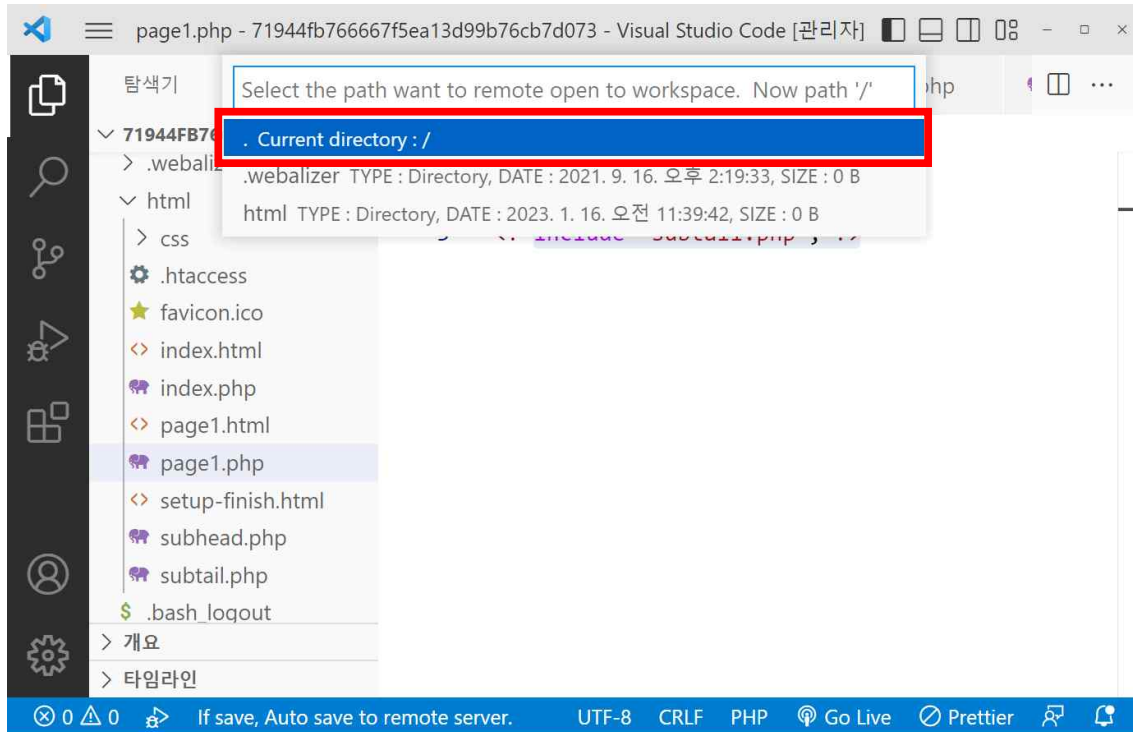 page1.php - 71944fb766667f5ea13d99b76cb7d073 - Visual Studio Code [관리자]
탐색기
Select the path want to remote open to workspace. Now path '/'
hp
. Current directory : /
.webalizer TYPE : Directory, DATE : 2021. 9. 16. 오후 2:19:33, SIZE : 0 B
html TYPE : Directory, DATE : 2023. 1. 16. 오전 11:39:42, SIZE : 0 B
71944FB76
.webaliz
html
css
.htaccess
favicon.ico
index.html
index.php
page1.html
page1.php
setup-finish.html
subhead.php
subtail.php
$ .bash_logout
개요
타임라인
0 0 If save, Auto save to remote server. UTF-8 CRLF PHP Go Live Prettier